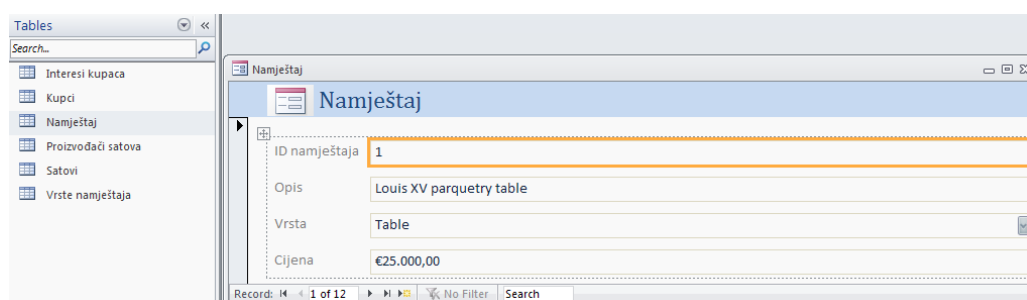 Tables
Search...
Interesi kupaca
Kupci
Namještaj
Proizvođači satova
Satovi
Vrste namještaja
Namještaj
Namještaj
ID namještaja 1
Opis Louis XV parquetry table
Vrsta Table
Cijena €25.000,00
Record: 1 of 12 No Filter Search